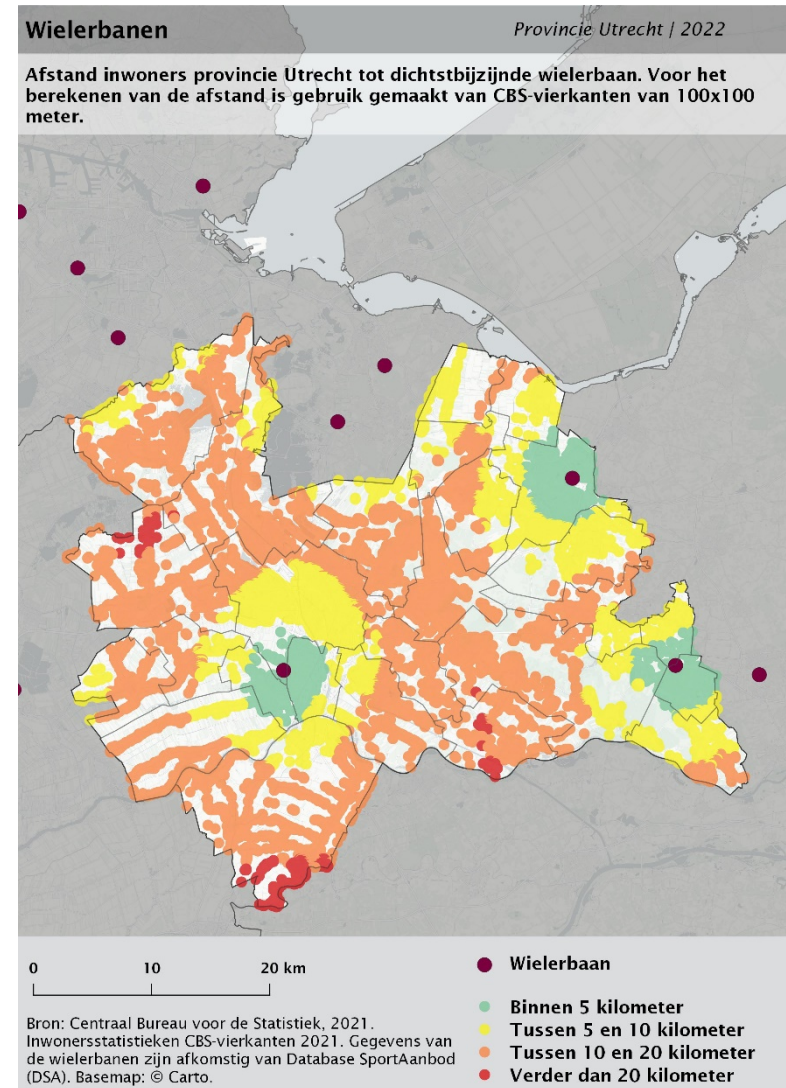 Wielerbanen
Provincie Utrecht | 2022
Afstand inwoners provincie Utrecht tot dichtstbijzijnde wielerbaan. Voor het
berekenen van de afstand is gebruik gemaakt van CBS-vierkanten van 100x100
meter.
0 10 20 km
Bron: Centraal Bureau voor de Statistiek, 2021.
Inwonersstatistieken CBS-vierkanten 2021. Gegevens van
de wielerbanen zijn afkomstig van Database SportAanbod
(DSA). Basemap: © Carto.
Wielerbaan
Binnen 5 kilometer
Tussen 5 en 10 kilometer
Tussen 10 en 20 kilometer
Verder dan 20 kilometer